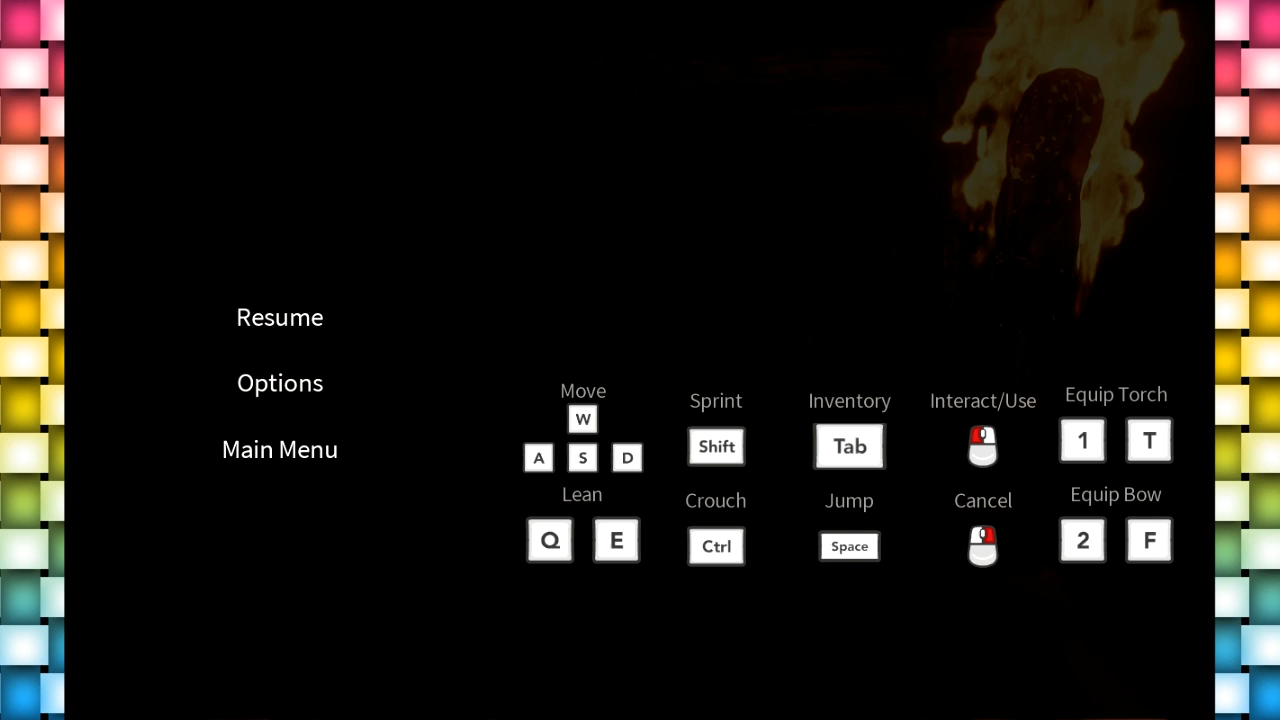 Resume
Options
Main Menu
Move
W
A S D
Sprint
Shift
Inventory
Tab
Interact/Use
Equip Torch
1 T
Lean
Q E
Crouch
Ctrl
Jump
Space
Cancel
Equip Bow
2 F